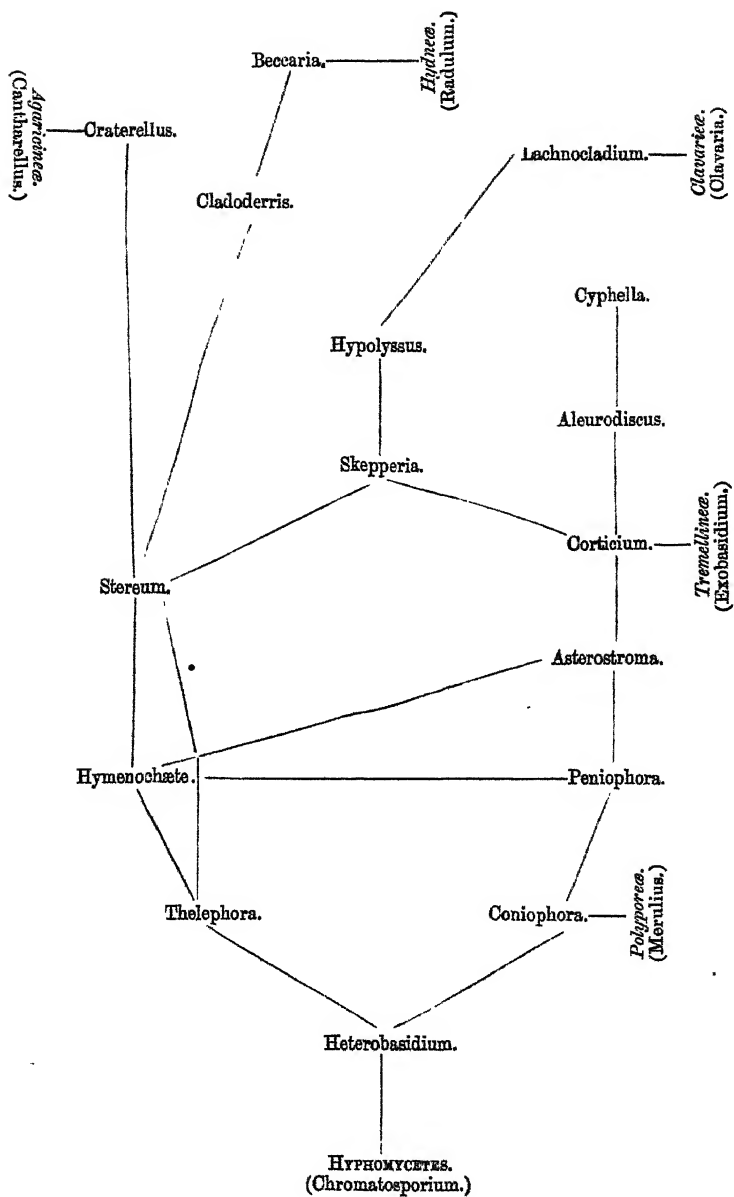 Beccaria.
Hydneæ.
(Radulum.)
Agaricineæ.
(Cantharellus.)
Craterellus.
Lachnocladium.
Clavarieæ.
(Clavaria.)
Cladoderris.
Cyphella.
Hypolyssus.
Aleurodiscus.
Skepperia.
Corticium.
Tremellineæ.
(Exobasidium.)
Stereum.
Asterostroma.
Hymenochæte.
Peniophora.
Thelephora.
Coniophora.
Polyporeæ.
(Merulius.)
Heterobasidium.
HYPHOMYCETES.
(Chromatosporium.)